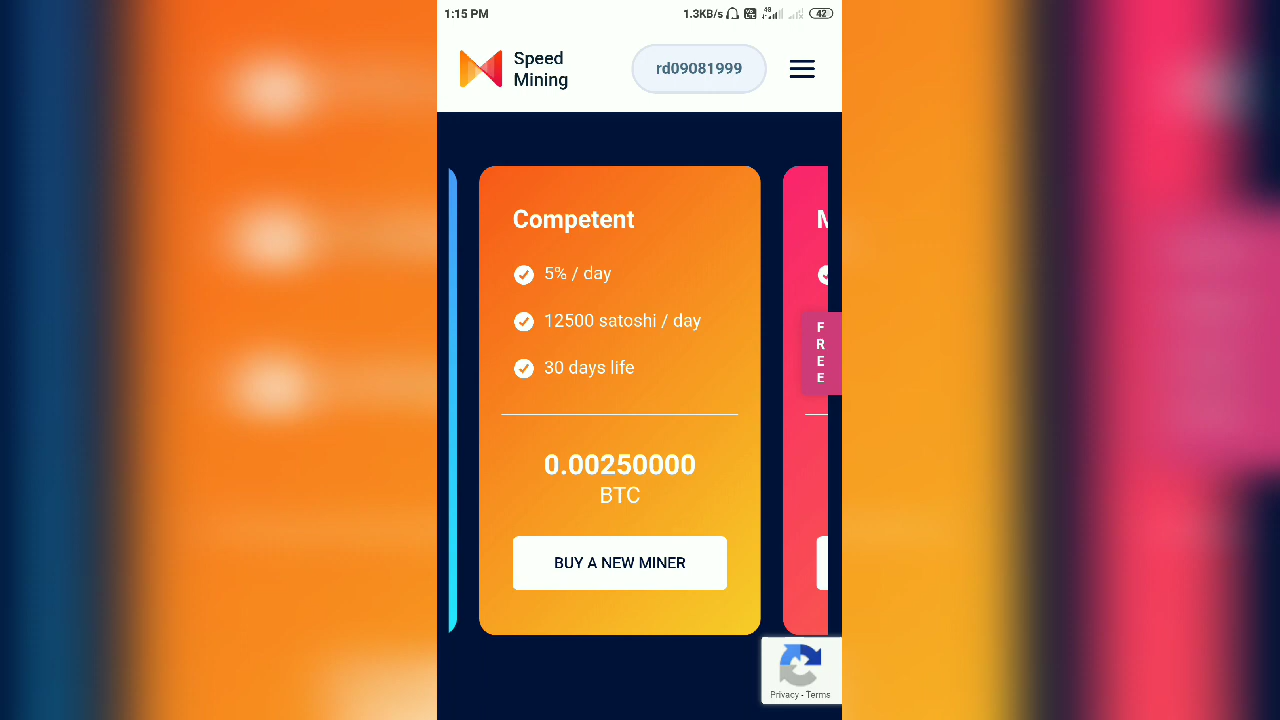 1:15 PM
1.3KB/s
4G
42
Speed
Mining
rd09081999
Competent
5% / day
12500 satoshi / day
30 days life
0.00250000
BTC
BUY A NEW MINER
F
R
E
E
Privacy - Terms